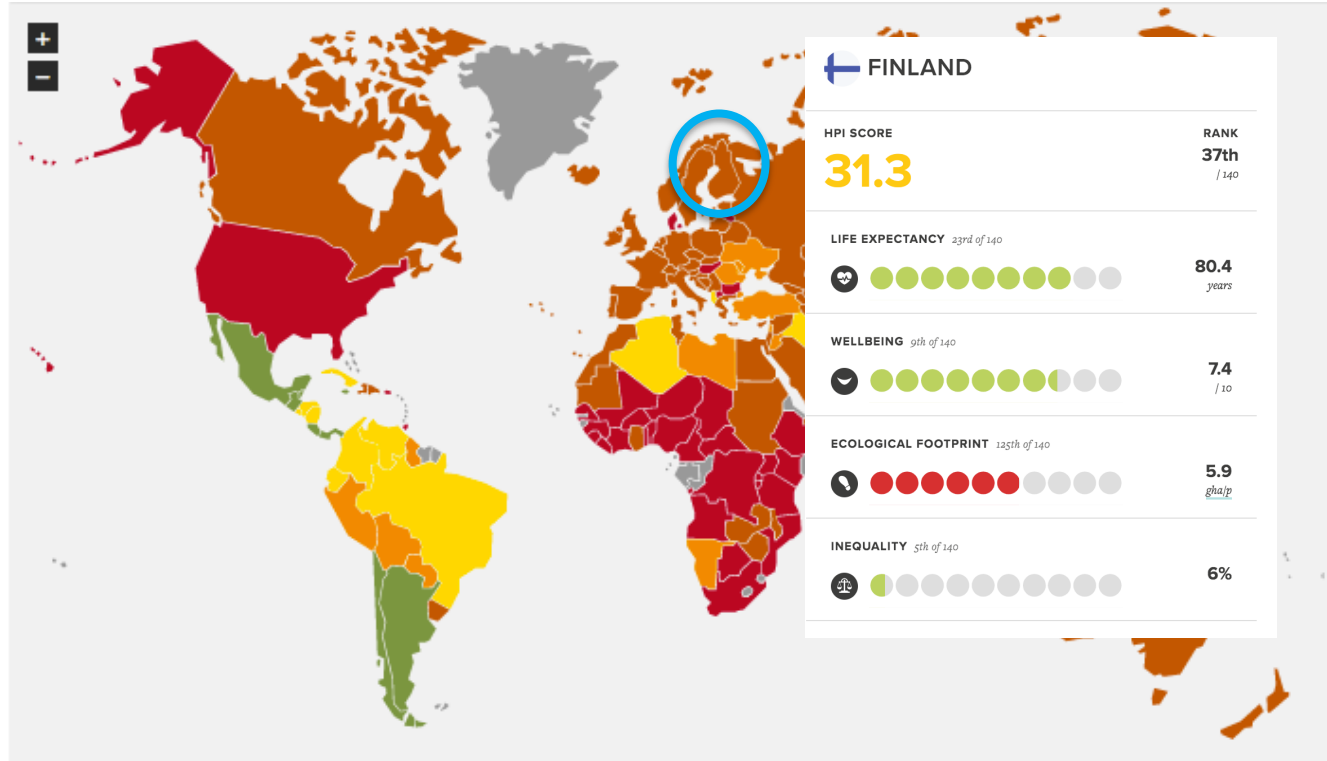 +
−
FINLAND
HPI SCORE
31.3
RANK
37th
/ 140
LIFE EXPECTANCY 23rd of 140
80.4
years
WELLBEING 9th of 140
7.4
/ 10
ECOLOGICAL FOOTPRINT 125th of 140
5.9
gha/p
INEQUALITY 5th of 140
6%